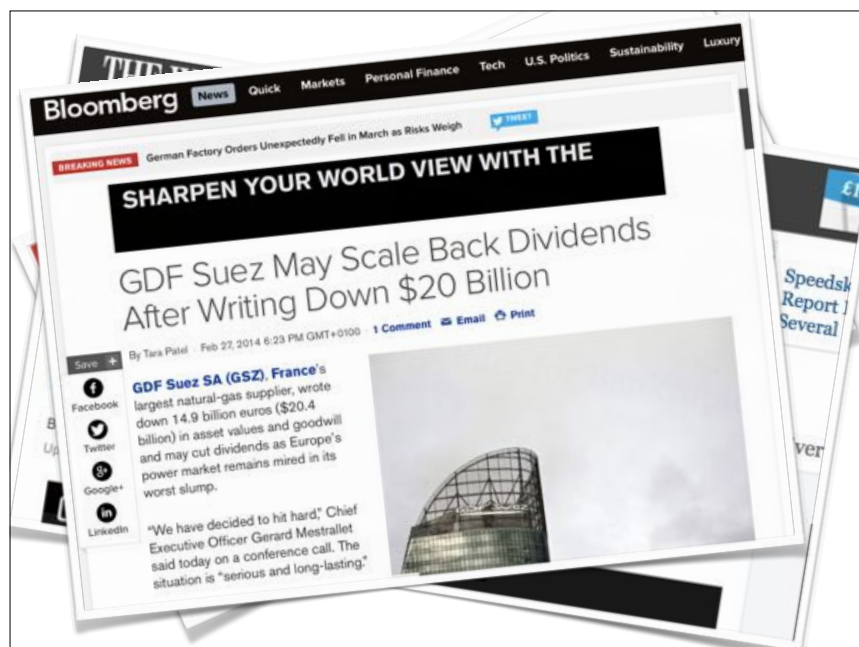 Bloomberg News Quick Markets Personal Finance Tech U.S. Politics Sustainability Luxury
BREAKING NEWS German Factory Orders Unexpectedly Fell in March as Risks Weigh TWEET
SHARPEN YOUR WORLD VIEW WITH THE
GDF Suez May Scale Back Dividends
After Writing Down $20 Billion
By Tara Patel Feb 27, 2014 6:23 PM GMT+0100 1 Comment Email Print
Save +
Facebook
Twitter
Google+
LinkedIn
GDF Suez SA (GSZ), France's
largest natural-gas supplier, wrote
down 14.9 billion euros ($20.4
billion) in asset values and goodwill
and may cut dividends as Europe's
power market remains mired in its
worst slump.
"We have decided to hit hard," Chief
Executive Officer Gerard Mestrallet
said today on a conference call. The
situation is "serious and long-lasting."
THE
Speedsk
Report
Several
ver